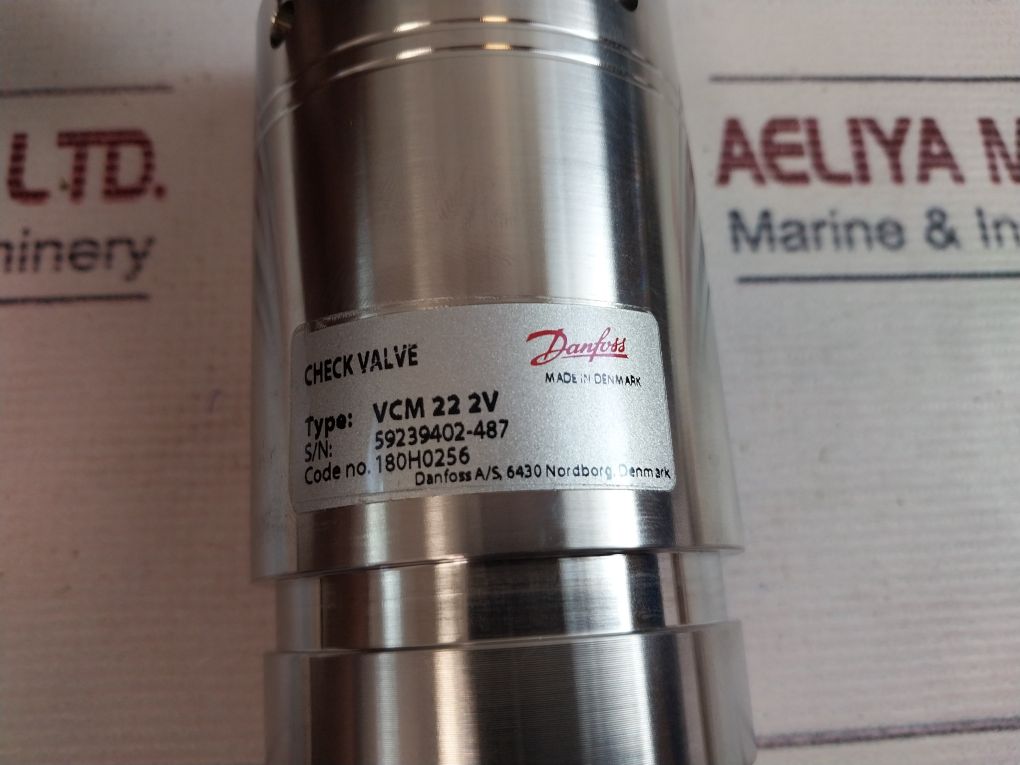 LTD.
AELIYA M
Marine & In
CHECK VALVE
Danfoss
MADE IN DENMARK
Type: VCM 22 2V
S/N: 59239402-487
Code no. 180H0256
Danfoss A/S, 6430 Nordborg, Denmark